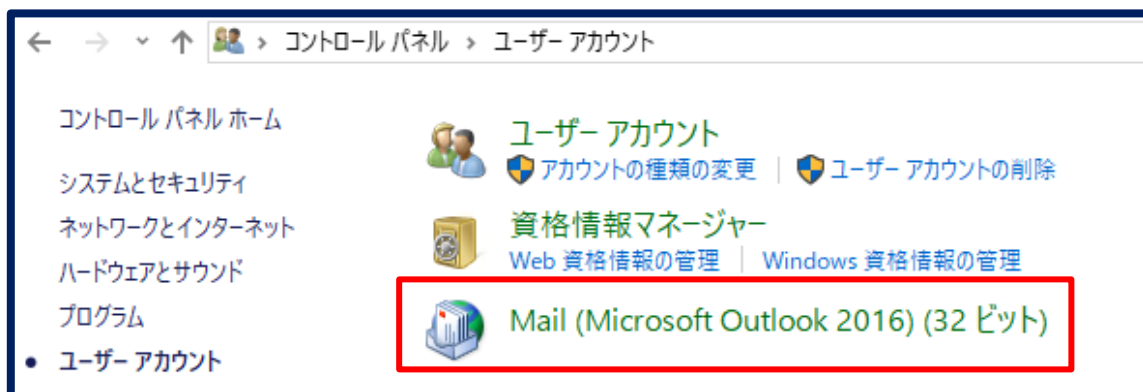 コントロール パネル › ユーザー アカウント
コントロール パネル ホーム
システムとセキュリティ
ネットワークとインターネット
ハードウェアとサウンド
プログラム
ユーザー アカウント
ユーザー アカウント
アカウントの種類の変更 | ユーザー アカウントの削除
資格情報マネージャー
Web 資格情報の管理 | Windows 資格情報の管理
Mail (Microsoft Outlook 2016) (32 ビット)